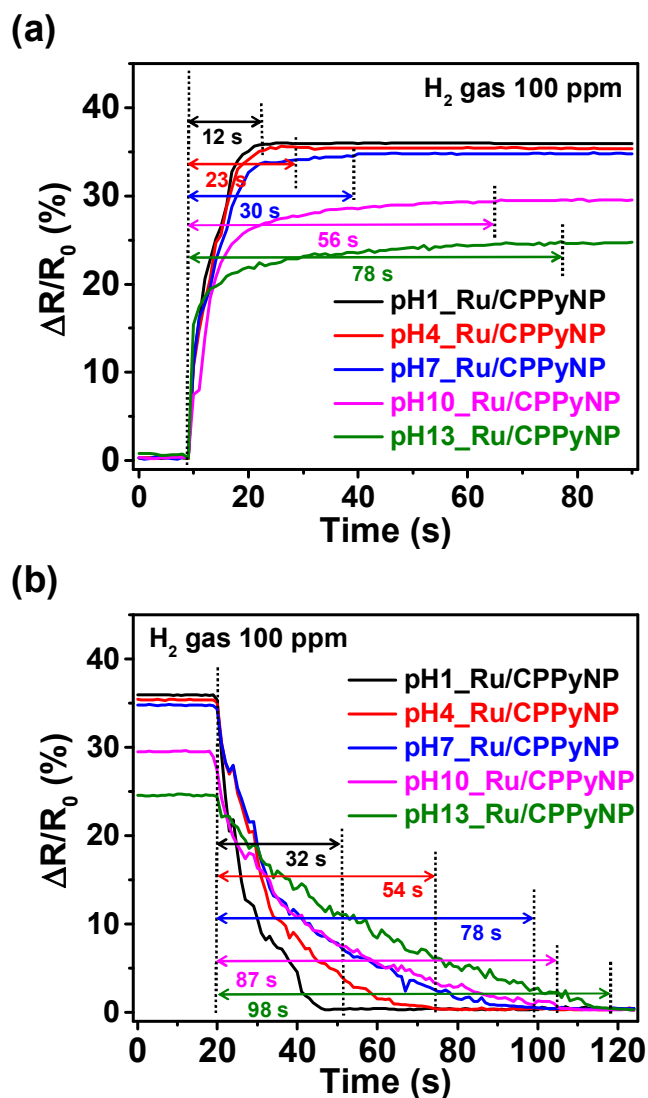 (a)
H₂ gas 100 ppm
12 s
23 s
30 s
56 s
78 s
pH1_Ru/CPPyNP
pH4_Ru/CPPyNP
pH7_Ru/CPPyNP
pH10_Ru/CPPyNP
pH13_Ru/CPPyNP
40
30
20
10
0
ΔR/R₀ (%)
0 20 40 60 80
Time (s)
(b)
H₂ gas 100 ppm
pH1_Ru/CPPyNP
pH4_Ru/CPPyNP
pH7_Ru/CPPyNP
pH10_Ru/CPPyNP
pH13_Ru/CPPyNP
32 s
54 s
78 s
87 s
98 s
40
30
20
10
0
ΔR/R₀ (%)
0 20 40 60 80 100 120
Time (s)